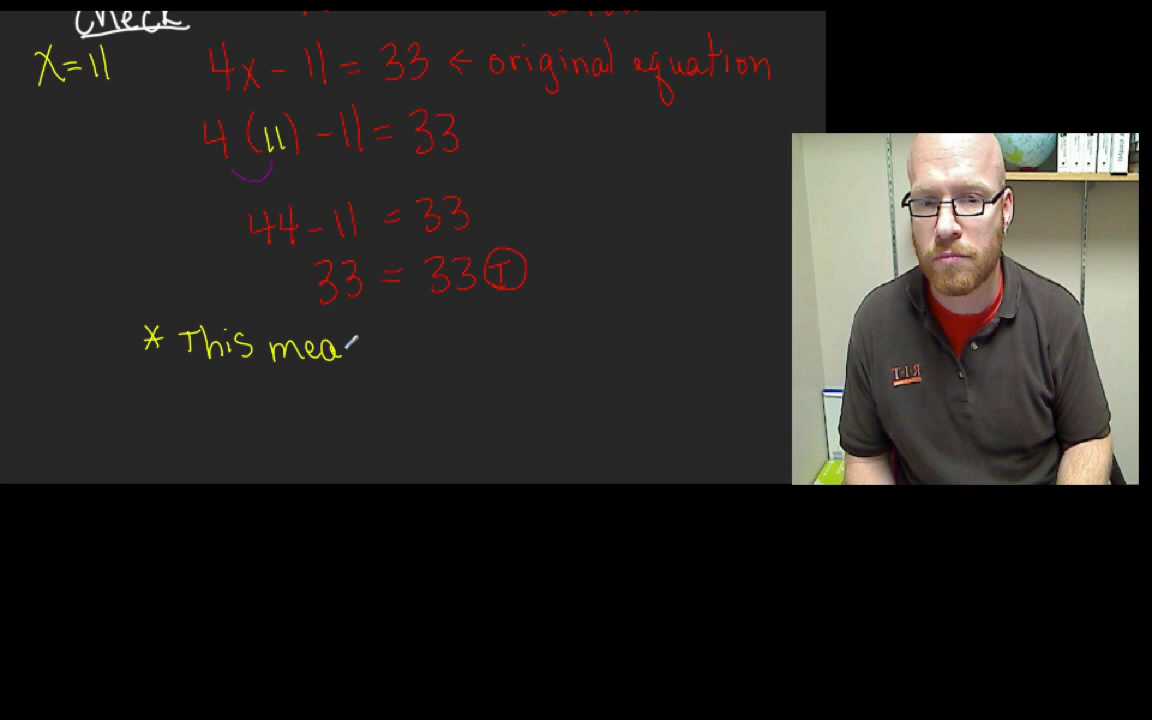 Check
X=11 4x - 11 = 33 ← original equation
4 (11) - 11 = 33
44 - 11 = 33
33 = 33 T
* This mea